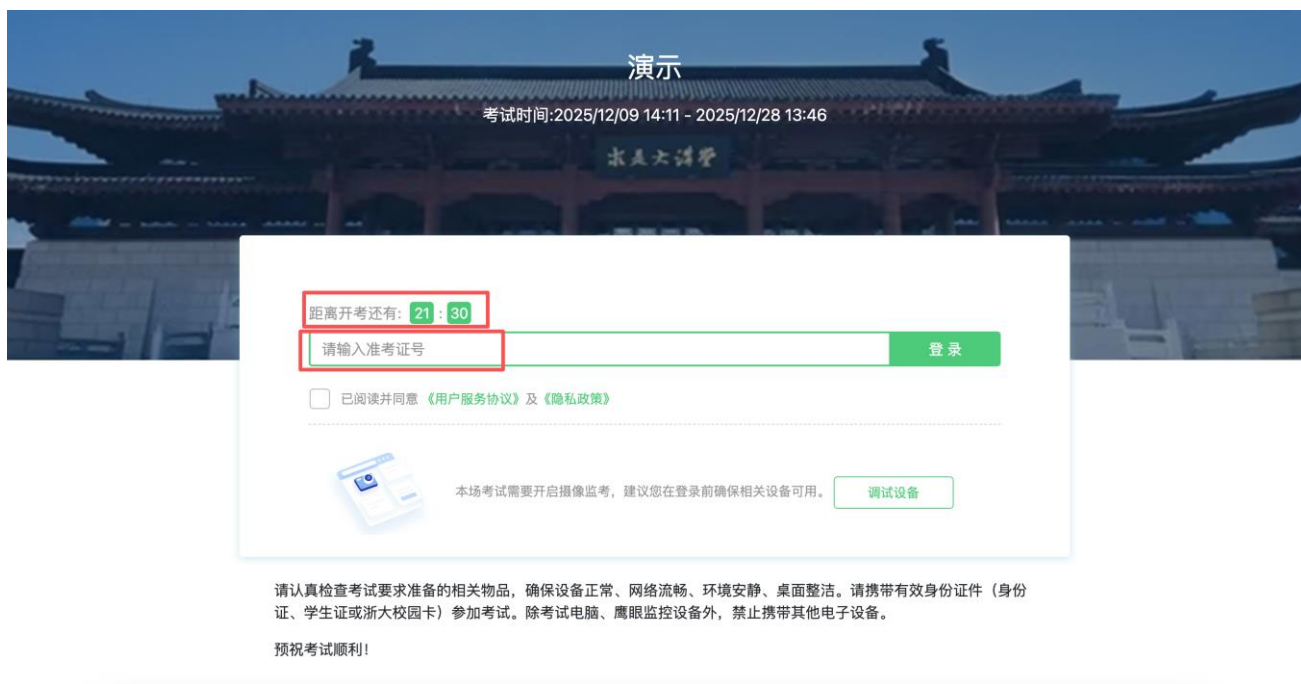 演示
考试时间:2025/12/09 14:11 - 2025/12/28 13:46
求是大讲堂
距离开考还有: 21 : 30
请输入准考证号
登 录
已阅读并同意 《用户服务协议》及《隐私政策》
本场考试需要开启摄像监考，建议您在登录前确保相关设备可用。 调试设备
请认真检查考试要求准备的相关物品，确保设备正常、网络流畅、环境安静、桌面整洁。请携带有效身份证件（身份
证、学生证或浙大校园卡）参加考试。除考试电脑、鹰眼监控设备外，禁止携带其他电子设备。
预祝考试顺利！